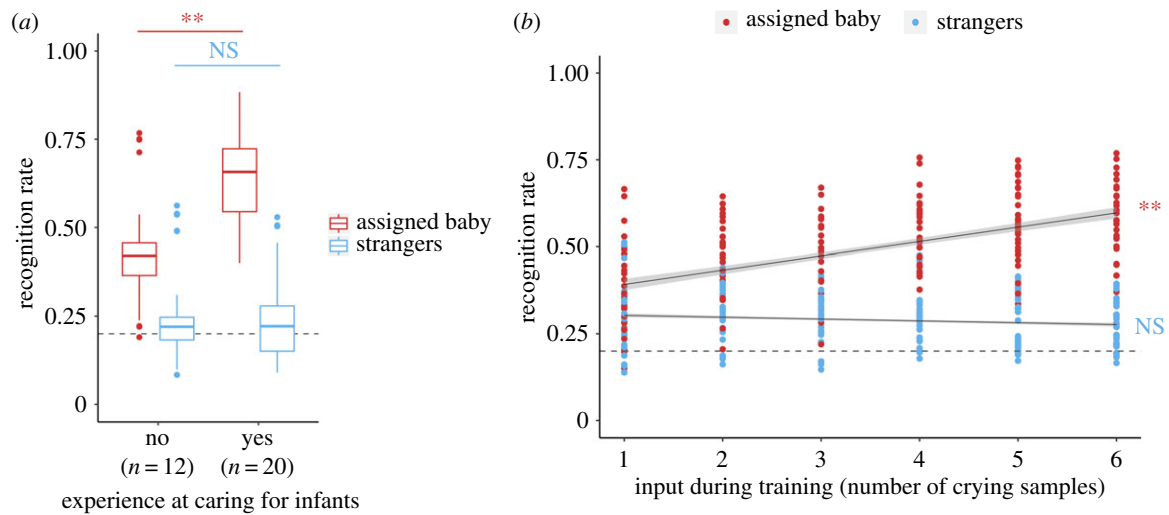 (a)
**
NS
1.00
0.75
0.50
0.25
0
recognition rate
no
yes
(n = 12)
(n = 20)
experience at caring for infants
assigned baby
strangers
(b)
assigned baby
strangers
1.00
0.75
0.50
0.25
0
recognition rate
**
NS
1 2 3 4 5 6
input during training (number of crying samples)